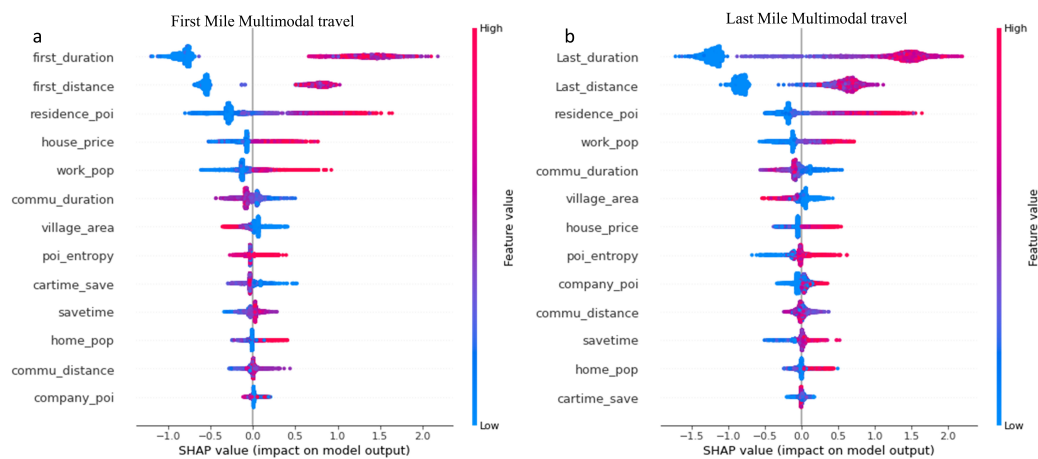 First Mile Multimodal travel
a
High
first_duration
first_distance
residence_poi
house_price
work_pop
commu_duration
village_area
poi_entropy
cartime_save
savetime
home_pop
commu_distance
company_poi
Feature value
Low
−1.0 −0.5 0.0 0.5 1.0 1.5 2.0
SHAP value (impact on model output)
Last Mile Multimodal travel
b
High
Last_duration
Last_distance
residence_poi
work_pop
commu_duration
village_area
house_price
poi_entropy
company_poi
commu_distance
savetime
home_pop
cartime_save
Feature value
Low
−1.5 −1.0 −0.5 0.0 0.5 1.0 1.5 2.0
SHAP value (impact on model output)